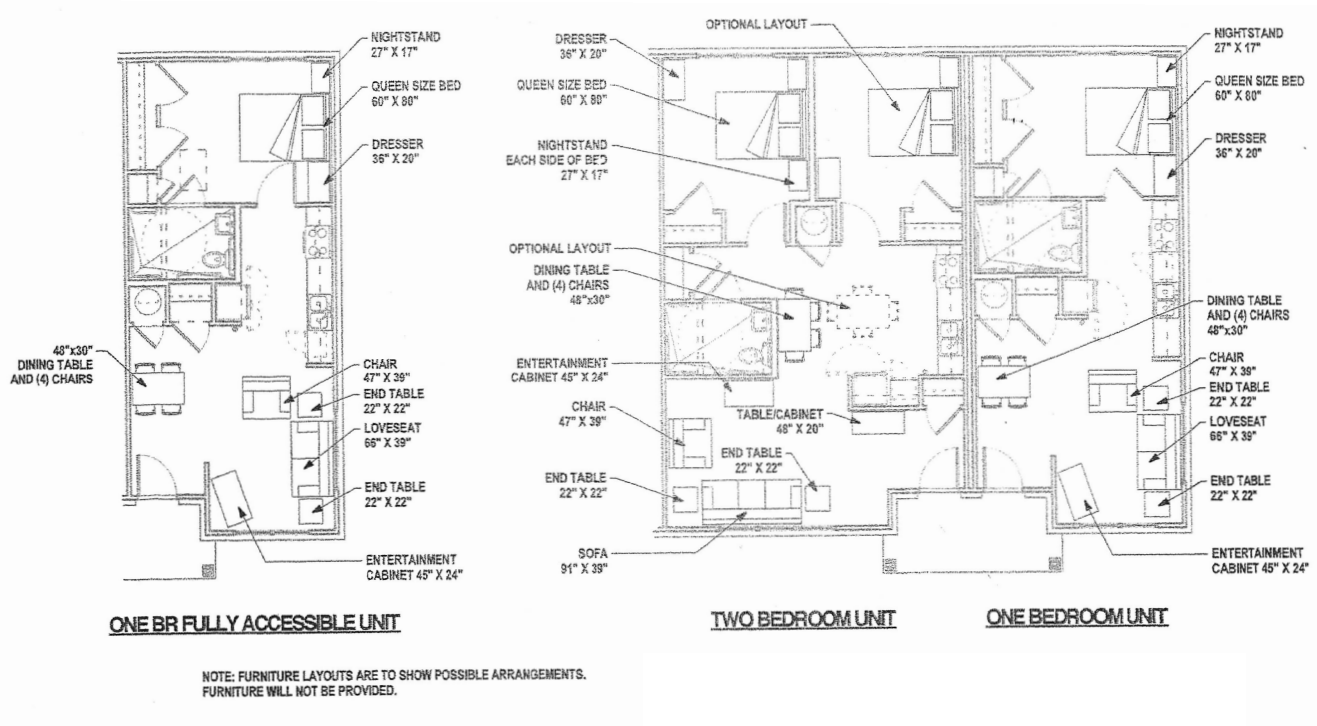 NIGHTSTAND
27" X 17"
QUEEN SIZE BED
60" X 80"
DRESSER
36" X 20"
48"x30"
DINING TABLE
AND (4) CHAIRS
CHAIR
47" X 39"
END TABLE
22" X 22"
LOVESEAT
66" X 39"
END TABLE
22" X 22"
ENTERTAINMENT
CABINET 45" X 24"
ONE BR FULLY ACCESSIBLE UNIT
OPTIONAL LAYOUT
DRESSER
36" X 20"
QUEEN SIZE BED
60" X 80"
NIGHTSTAND
EACH SIDE OF BED
27" X 17"
OPTIONAL LAYOUT
DINING TABLE
AND (4) CHAIRS
48"x30"
ENTERTAINMENT
CABINET 45" X 24"
CHAIR
47" X 39"
TABLE/CABINET
48" X 20"
END TABLE
22" X 22"
END TABLE
22" X 22"
SOFA
91" X 39"
TWO BEDROOM UNIT
NIGHTSTAND
27" X 17"
QUEEN SIZE BED
60" X 80"
DRESSER
36" X 20"
DINING TABLE
AND (4) CHAIRS
48"x30"
CHAIR
47" X 39"
END TABLE
22" X 22"
LOVESEAT
66" X 39"
END TABLE
22" X 22"
ENTERTAINMENT
CABINET 45" X 24"
ONE BEDROOM UNIT
NOTE: FURNITURE LAYOUTS ARE TO SHOW POSSIBLE ARRANGEMENTS.
FURNITURE WILL NOT BE PROVIDED.